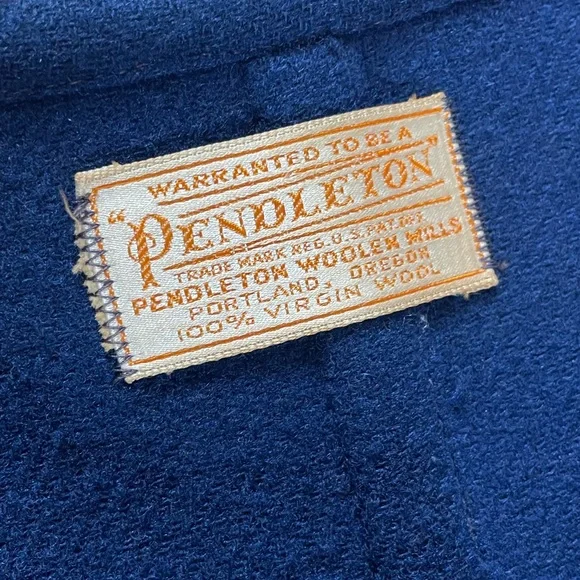 WARRANTED TO BE A
"PENDLETON"
TRADE MARK REG. U.S. PAT. OFF.
PENDLETON WOOLEN MILLS
PORTLAND, OREGON
100% VIRGIN WOOL